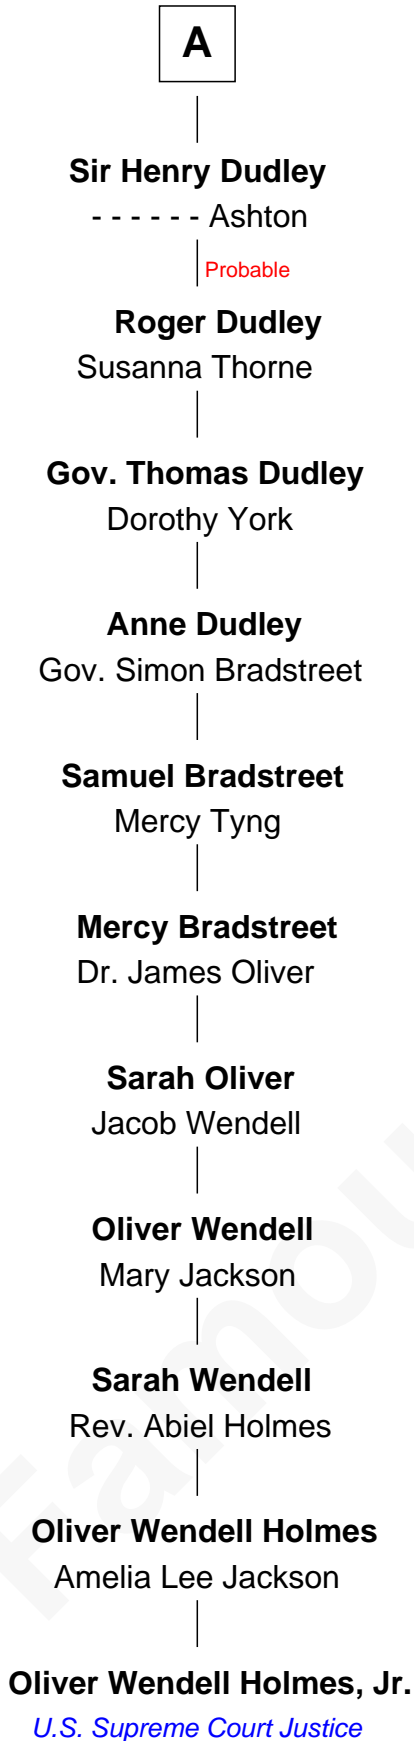 A
Sir Henry Dudley
- - - - - - Ashton
Probable
Roger Dudley
Susanna Thorne
Gov. Thomas Dudley
Dorothy York
Anne Dudley
Gov. Simon Bradstreet
Samuel Bradstreet
Mercy Tyng
Mercy Bradstreet
Dr. James Oliver
Sarah Oliver
Jacob Wendell
Oliver Wendell
Mary Jackson
Sarah Wendell
Rev. Abiel Holmes
Oliver Wendell Holmes
Amelia Lee Jackson
Oliver Wendell Holmes, Jr.
U.S. Supreme Court Justice
Famou